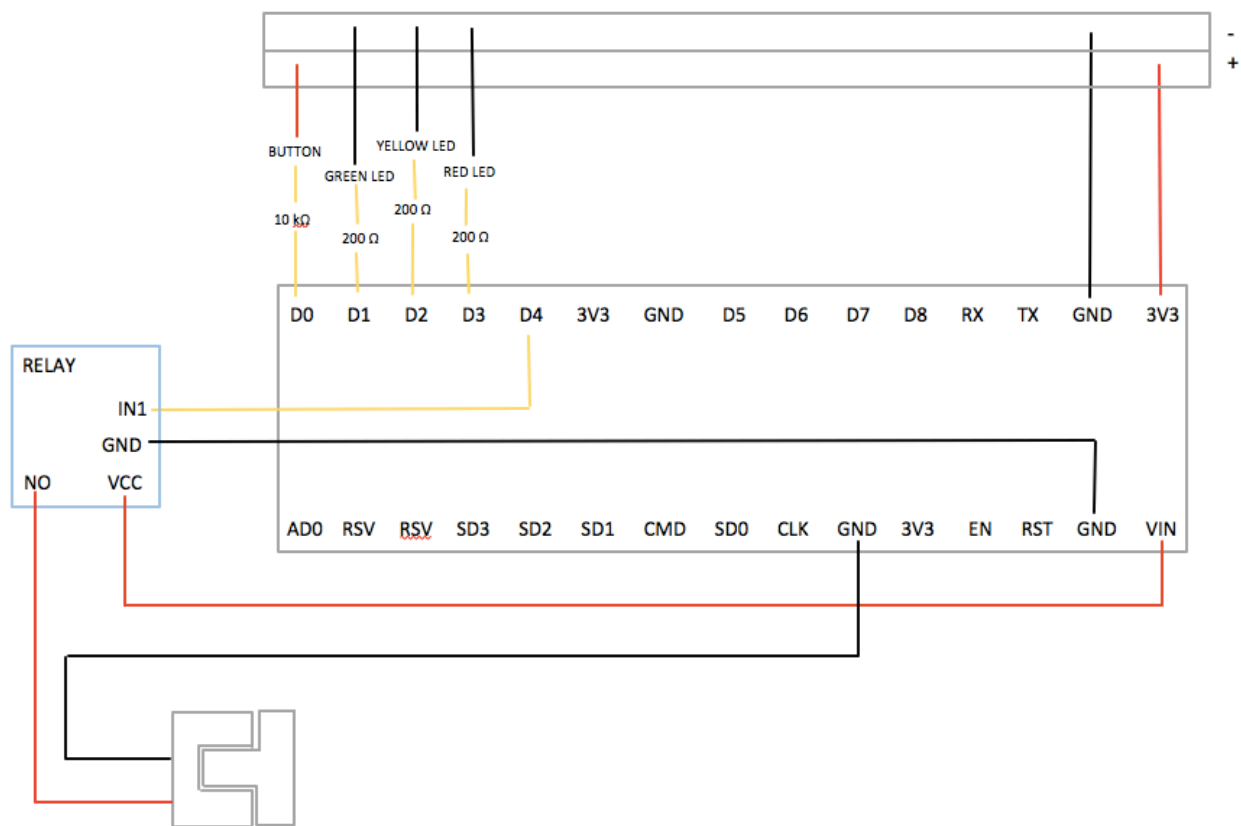 -
+
BUTTON
GREEN LED
YELLOW LED
RED LED
10 kΩ
200 Ω
200 Ω
200 Ω
D0 D1 D2 D3 D4 3V3 GND D5 D6 D7 D8 RX TX GND 3V3
RELAY
IN1
GND
NO VCC
AD0 RSV RSV SD3 SD2 SD1 CMD SD0 CLK GND 3V3 EN RST GND VIN